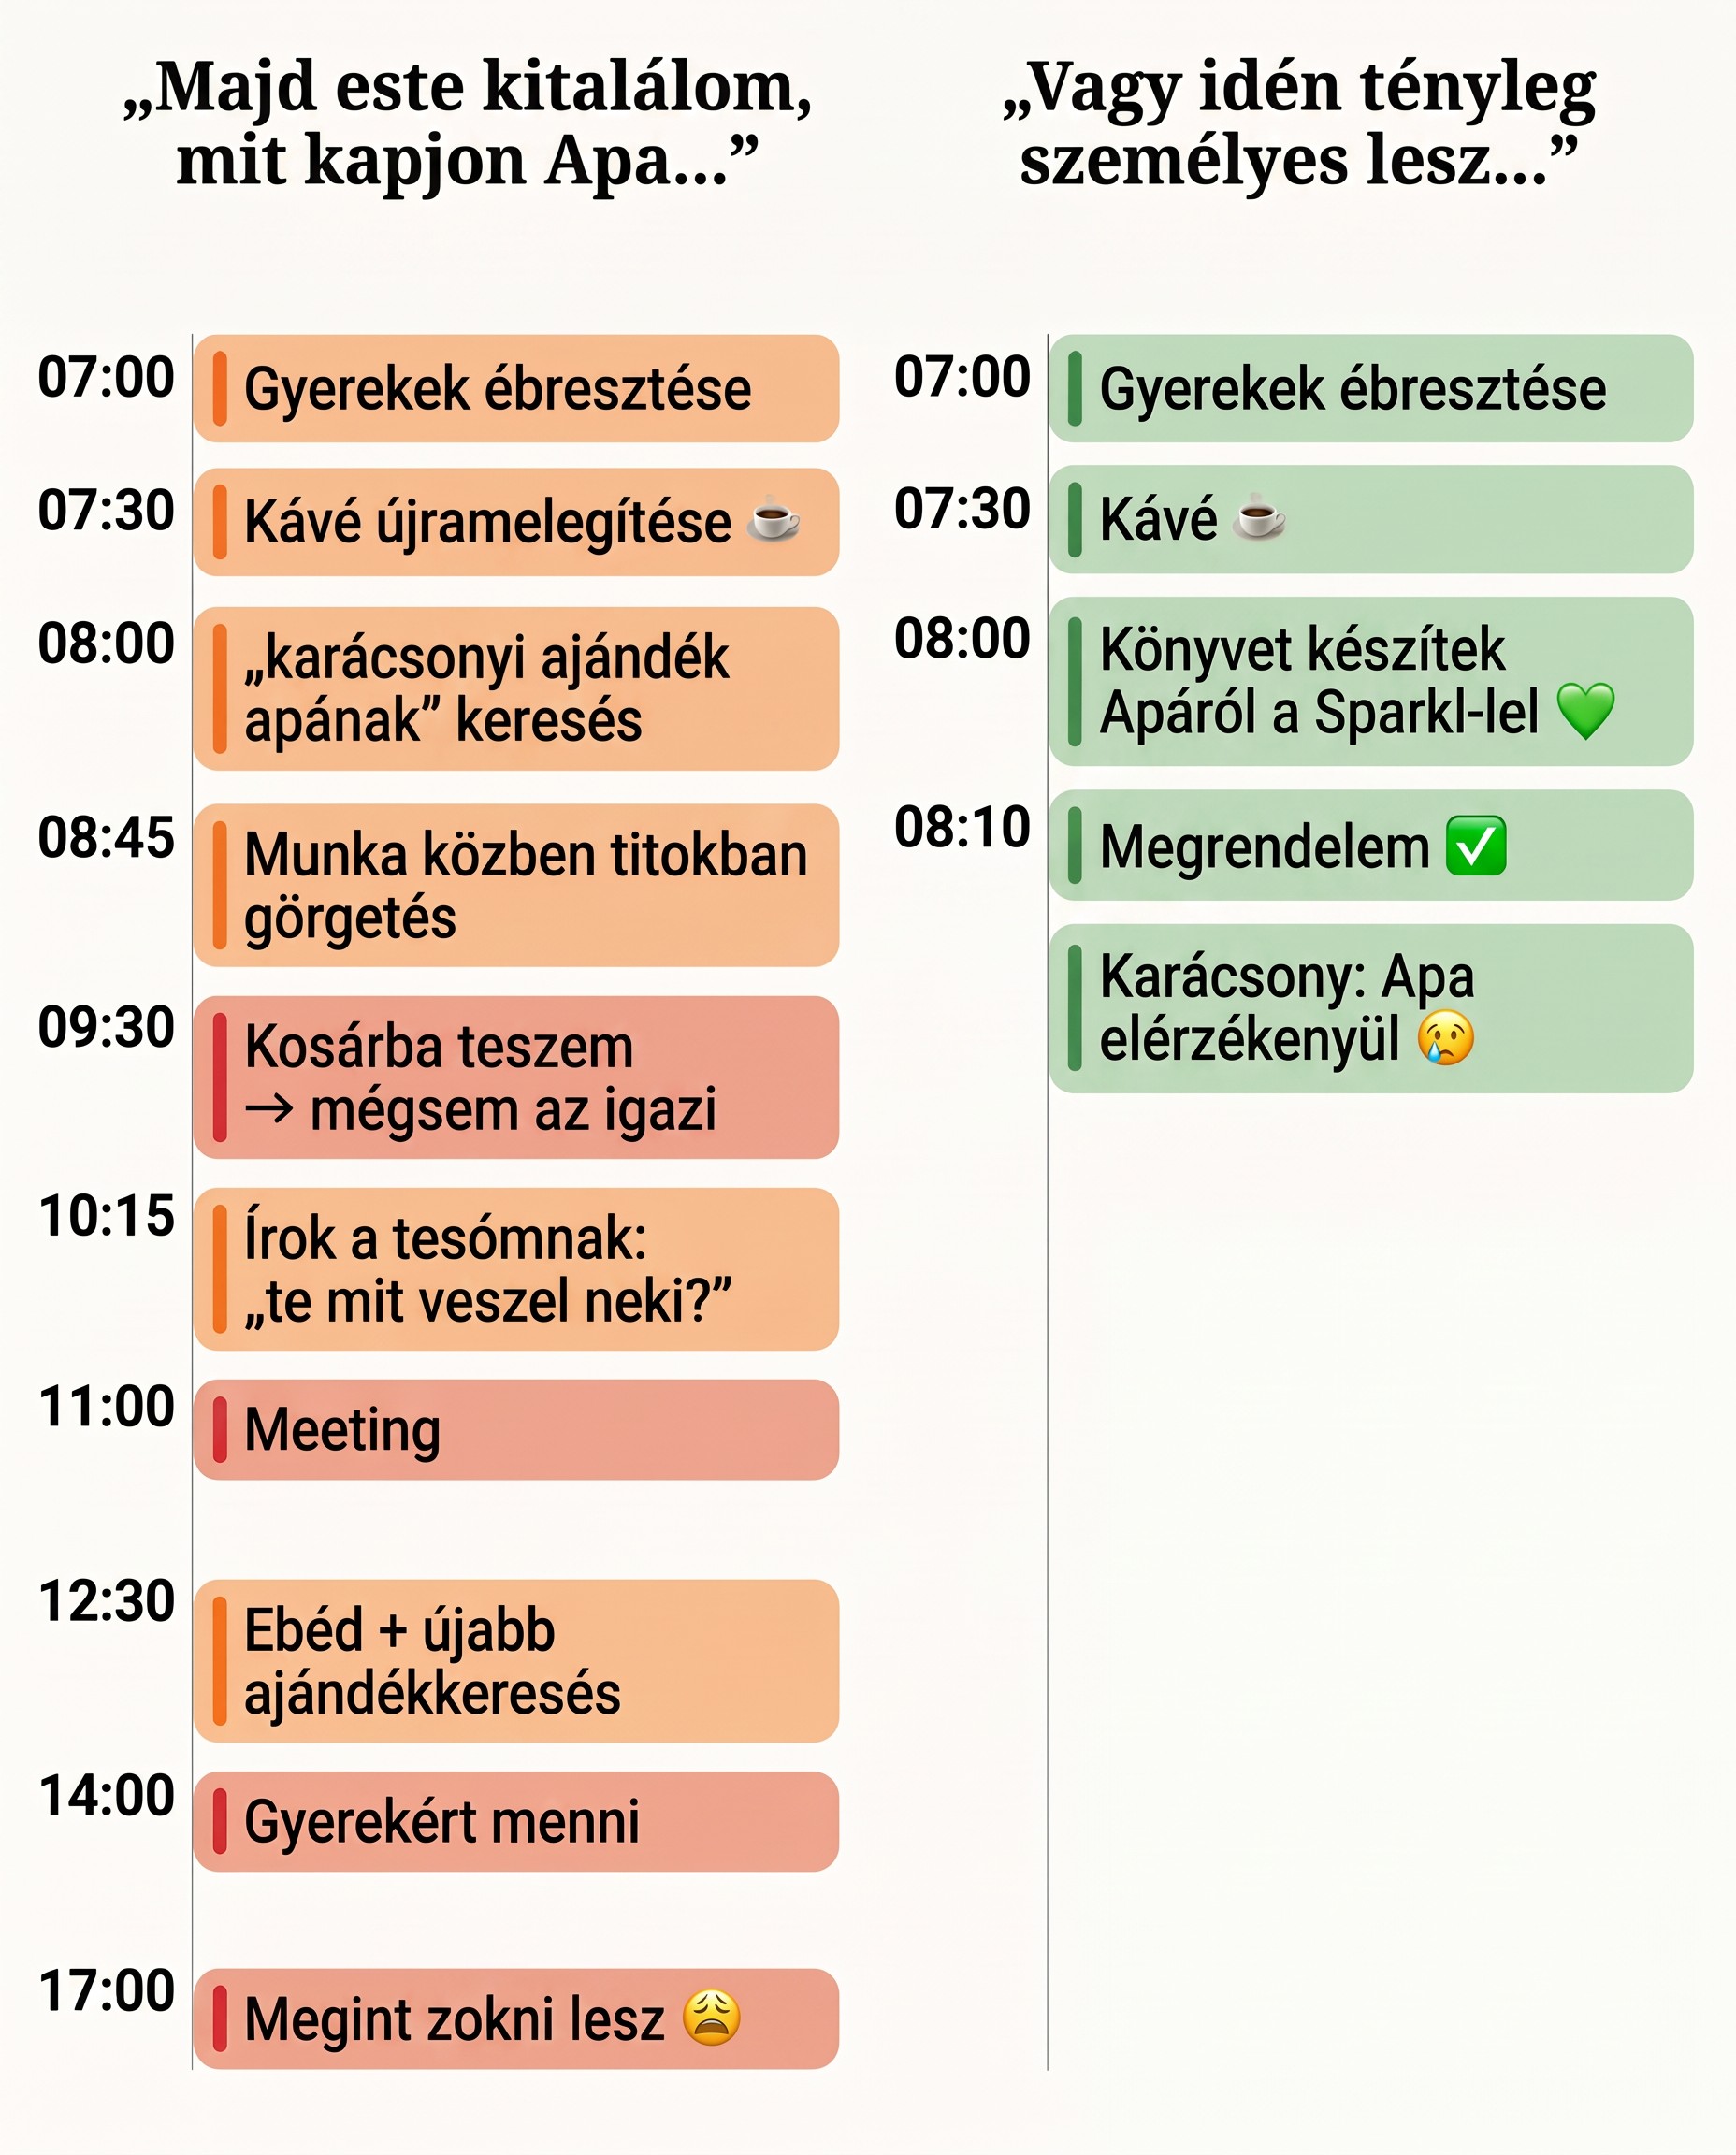 „Majd este kitalálom,
mit kapjon Apa...”
07:00
Gyerekek ébresztése
07:30
Kávé újramelegítése ☕
08:00
„karácsonyi ajándék
apának” keresés
08:45
Munka közben titokban
görgetés
09:30
Kosárba teszem
→ mégsem az igazi
10:15
Írok a tesómnak:
„te mit veszel neki?”
11:00
Meeting
12:30
Ebéd + újabb
ajándékkeresés
14:00
Gyerekért menni
17:00
Megint zokni lesz 😩
„Vagy idén tényleg
személyes lesz...”
07:00
Gyerekek ébresztése
07:30
Kávé ☕
08:00
Könyvet készítek
Apáról a Sparkl-lel 💚
08:10
Megrendelem ✅
Karácsony: Apa
elérzékenyül 😢